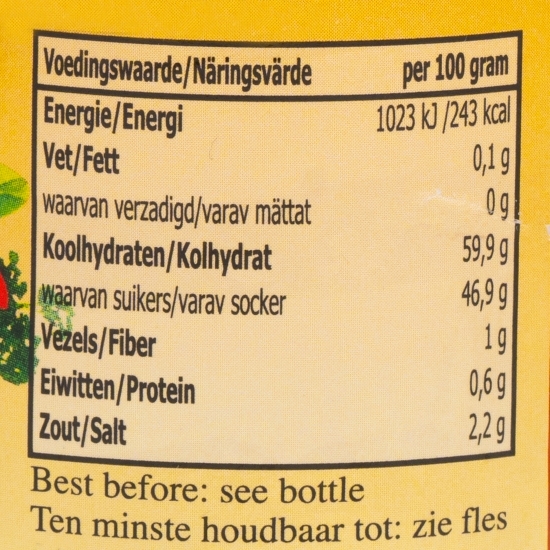 Voedingswaarde/Näringsvärde per 100 gram
Energie/Energi 1023 kJ /243 kcal
Vet/Fett 0,1 g
waarvan verzadigd/varav mättat 0 g
Koolhydraten/Kolhydrat 59,9 g
waarvan suikers/varav socker 46,9 g
Vezels/Fiber 1 g
Eiwitten/Protein 0,6 g
Zout/Salt 2,2 g
Best before: see bottle
Ten minste houdbaar tot: zie fles